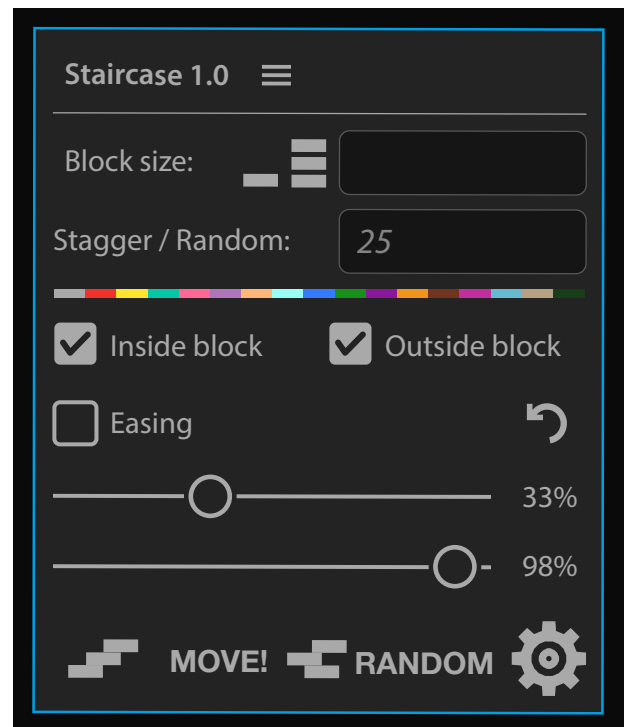 Staircase 1.0
Block size:
Stagger / Random: 25
Inside block Outside block
Easing
33%
98%
MOVE! RANDOM